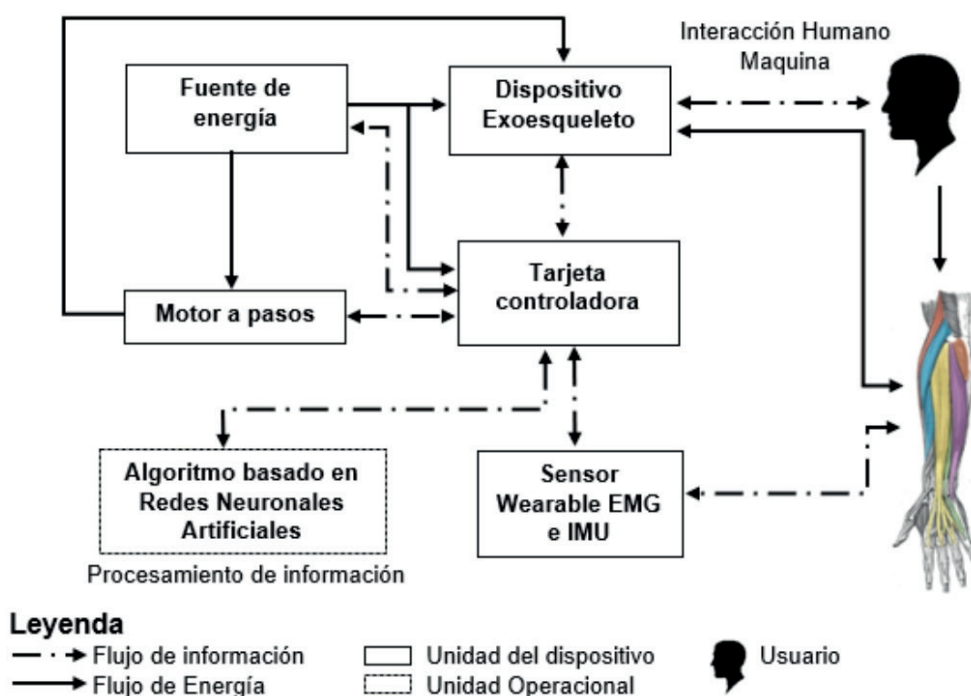 Interacción Humano
Maquina
Fuente de
energía
Dispositivo
Exoesqueleto
Tarjeta
controladora
Motor a pasos
Algoritmo basado en
Redes Neuronales
Artificiales
Procesamiento de información
Sensor
Wearable EMG
e IMU
Leyenda
Flujo de información
Unidad del dispositivo
Usuario
Flujo de Energía
Unidad Operacional